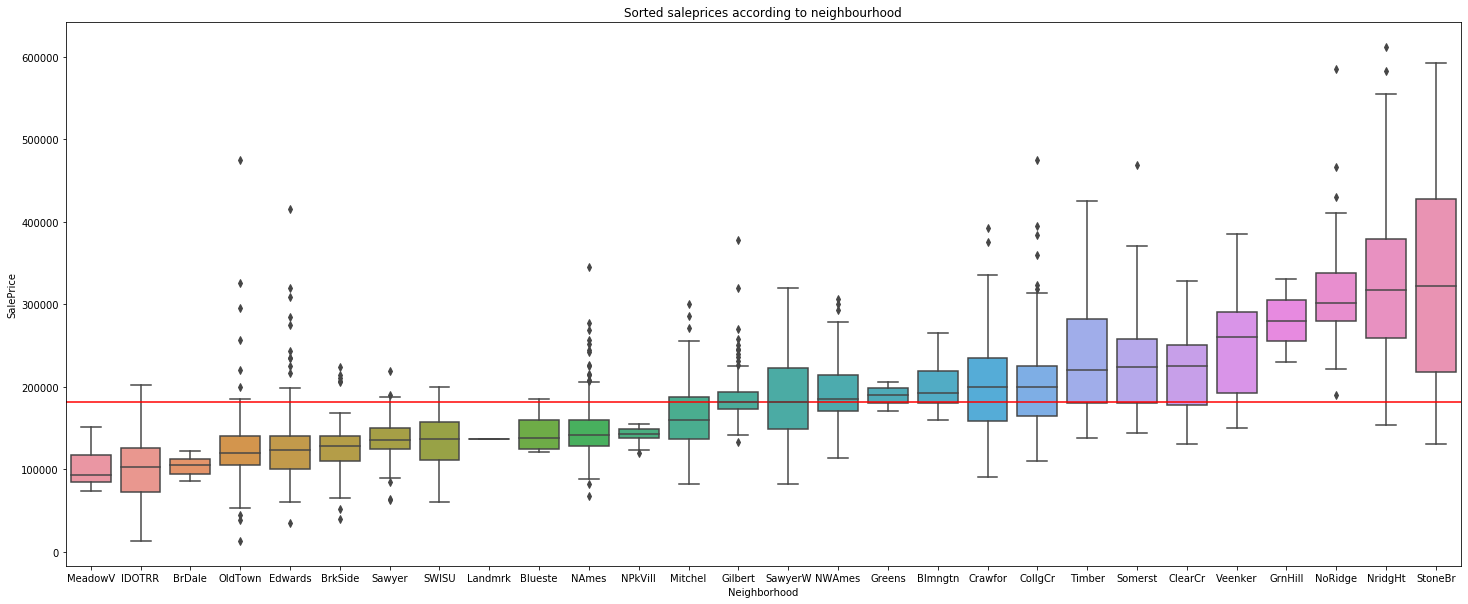 Sorted saleprices according to neighbourhood
SalePrice
600000
500000
400000
300000
200000
100000
0
MeadowV IDOTRR BrDale OldTown Edwards BrkSide Sawyer SWISU Landmrk Blueste NAmes NPkVill Mitchel Gilbert SawyerW NWAmes Greens Blmngtn Crawfor CollgCr Timber Somerst ClearCr Veenker GrnHill NoRidge NridgHt StoneBr
Neighborhood